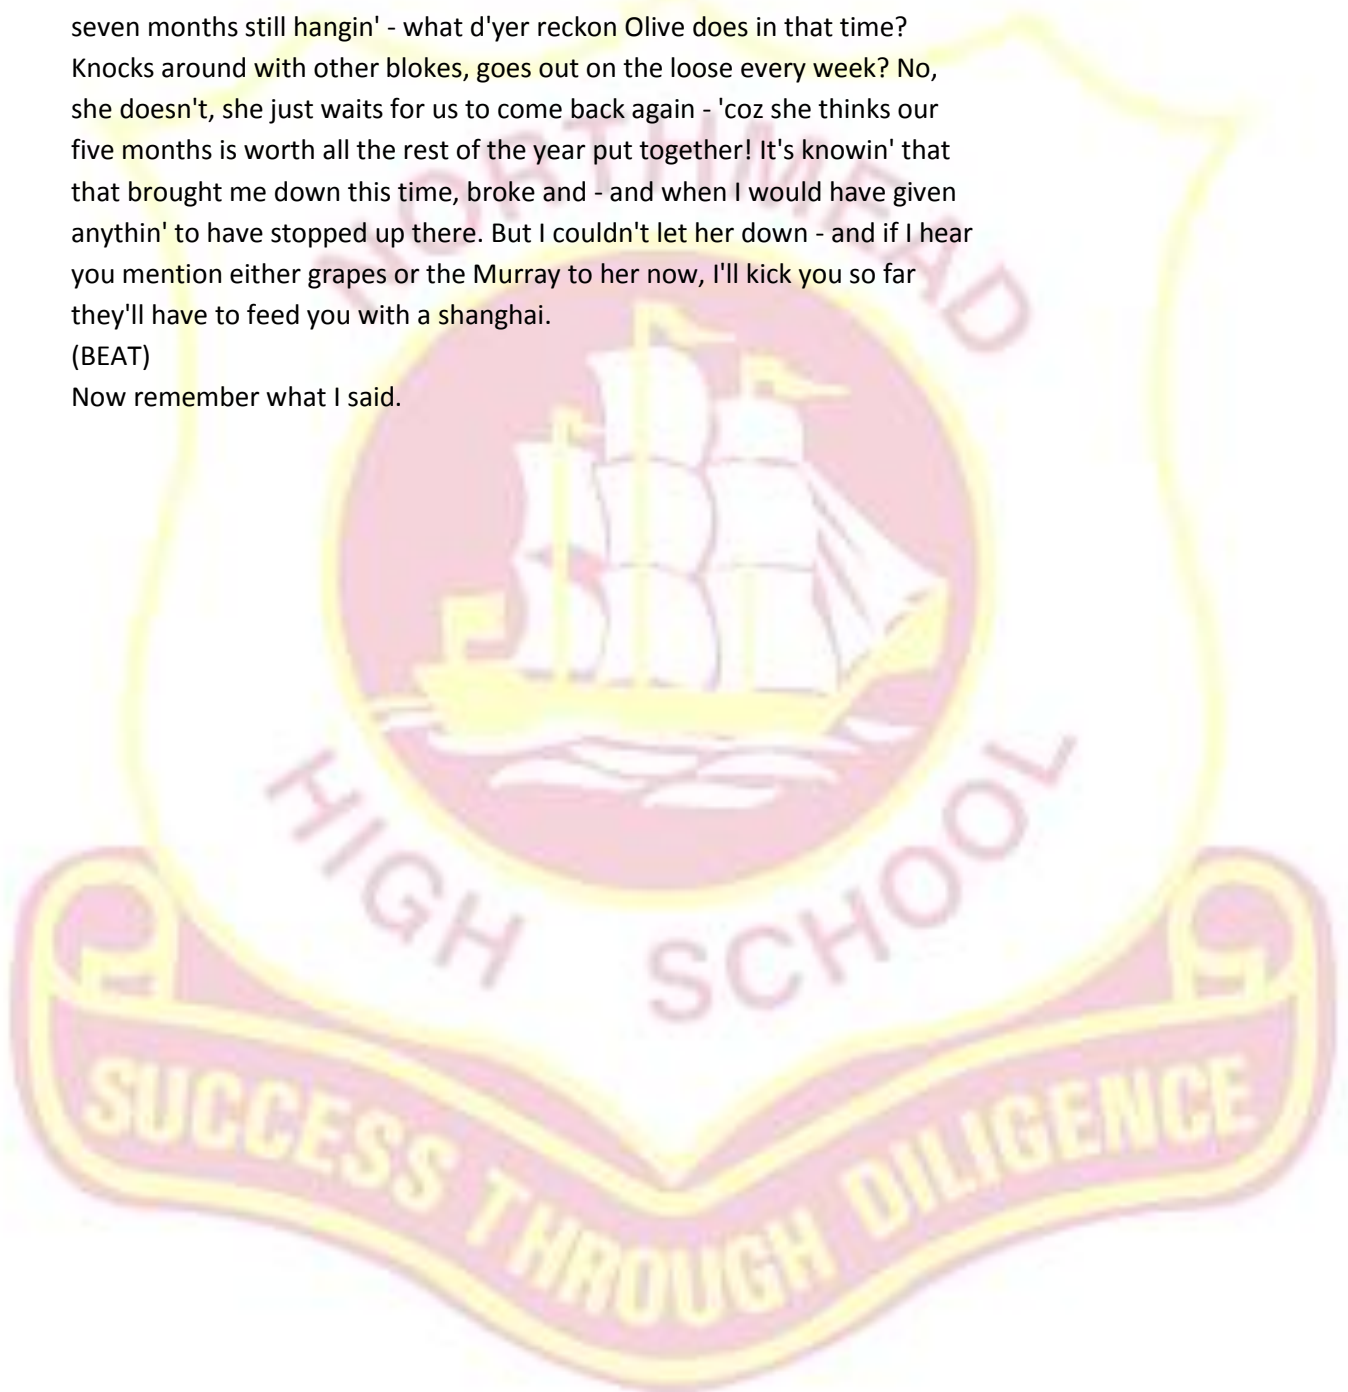 seven months still hangin' - what d'yer reckon Olive does in that time?
Knocks around with other blokes, goes out on the loose every week? No,
she doesn't, she just waits for us to come back again - 'coz she thinks our
five months is worth all the rest of the year put together! It's knowin' that
that brought me down this time, broke and - and when I would have given
anythin' to have stopped up there. But I couldn't let her down - and if I hear
you mention either grapes or the Murray to her now, I'll kick you so far
they'll have to feed you with a shanghai.
(BEAT)
Now remember what I said.
NORTHMEAD
HIGH SCHOOL
SUCCESS THROUGH DILIGENCE